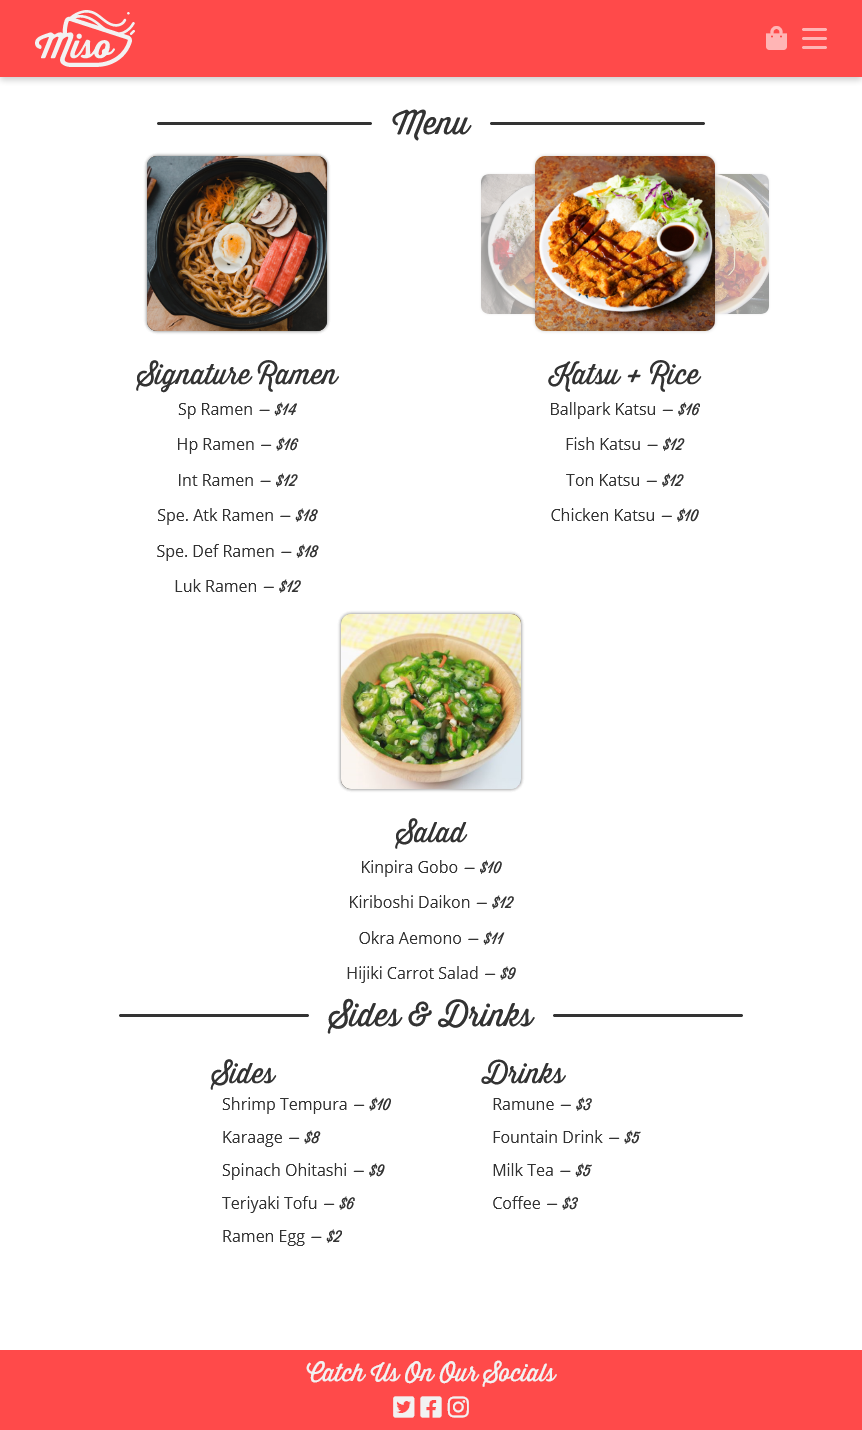 Miso
Menu
Signature Ramen
Sp Ramen – $14
Hp Ramen – $16
Int Ramen – $12
Spe. Atk Ramen – $18
Spe. Def Ramen – $18
Luk Ramen – $12
Katsu + Rice
Ballpark Katsu – $16
Fish Katsu – $12
Ton Katsu – $12
Chicken Katsu – $10
Salad
Kinpira Gobo – $10
Kiriboshi Daikon – $12
Okra Aemono – $11
Hijiki Carrot Salad – $9
Sides & Drinks
Sides
Shrimp Tempura – $10
Karaage – $8
Spinach Ohitashi – $9
Teriyaki Tofu – $6
Ramen Egg – $2
Drinks
Ramune – $3
Fountain Drink – $5
Milk Tea – $5
Coffee – $3
Catch Us On Our Socials